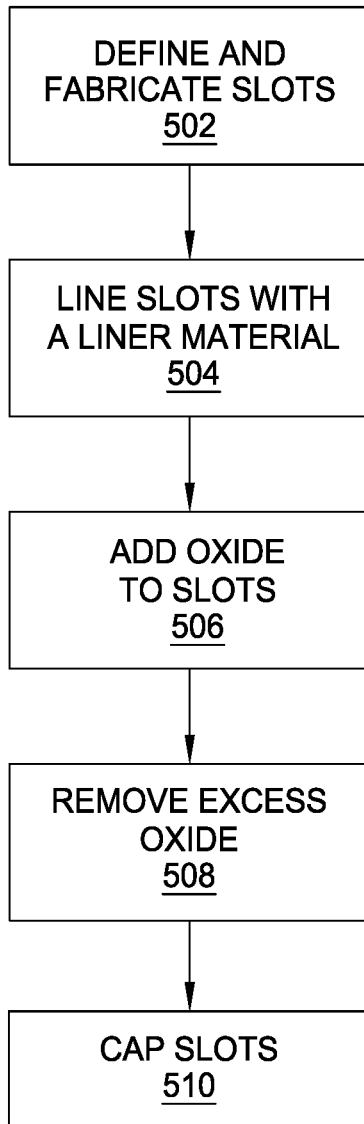 DEFINE AND
FABRICATE SLOTS
502
LINE SLOTS WITH
A LINER MATERIAL
504
ADD OXIDE
TO SLOTS
506
REMOVE EXCESS
OXIDE
508
CAP SLOTS
510